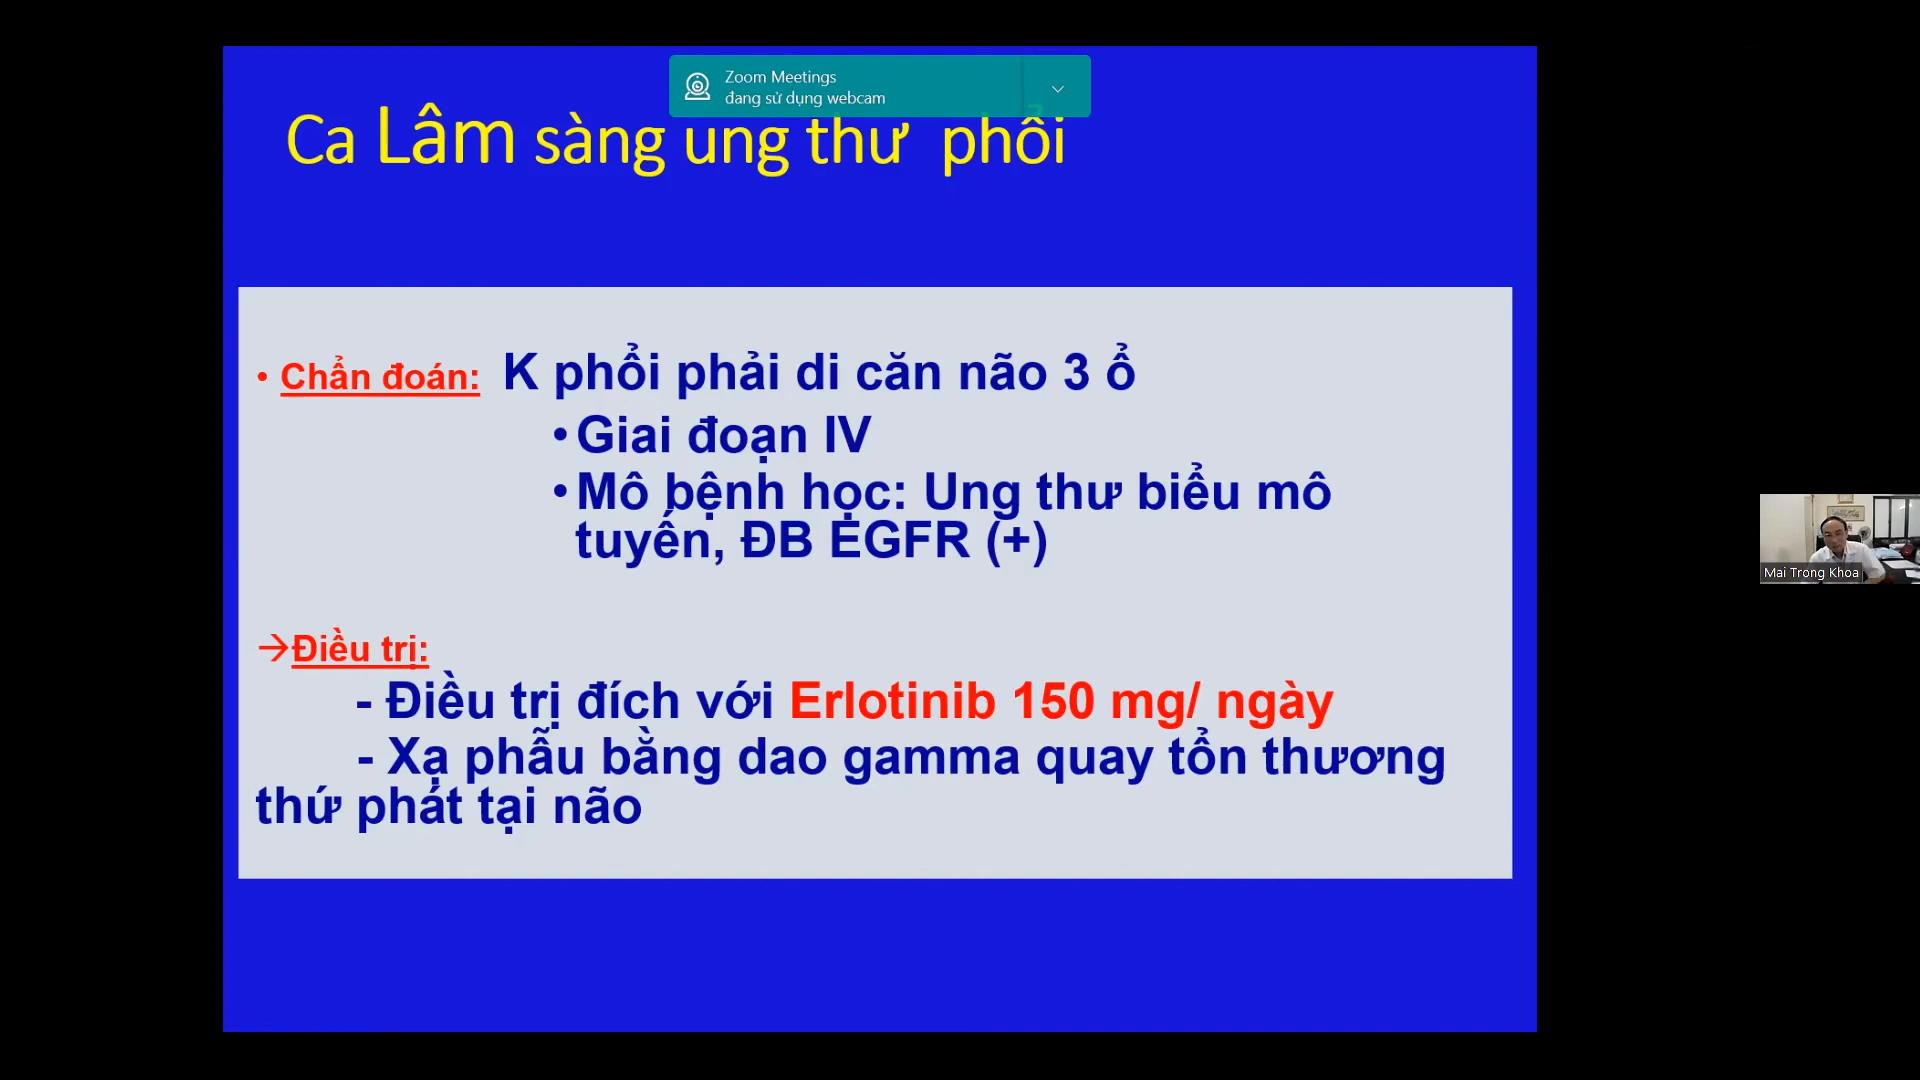 Zoom Meetings
đang sử dụng webcam
Ca Lâm sàng ung thư phổi
• Chẩn đoán: K phổi phải di căn não 3 ổ
• Giai đoạn IV
• Mô bệnh học: Ung thư biểu mô
tuyến, ĐB EGFR (+)
→Điều trị:
- Điều trị đích với Erlotinib 150 mg/ ngày
- Xạ phẫu bằng dao gamma quay tổn thương
thứ phát tại não
Mai Trong Khoa